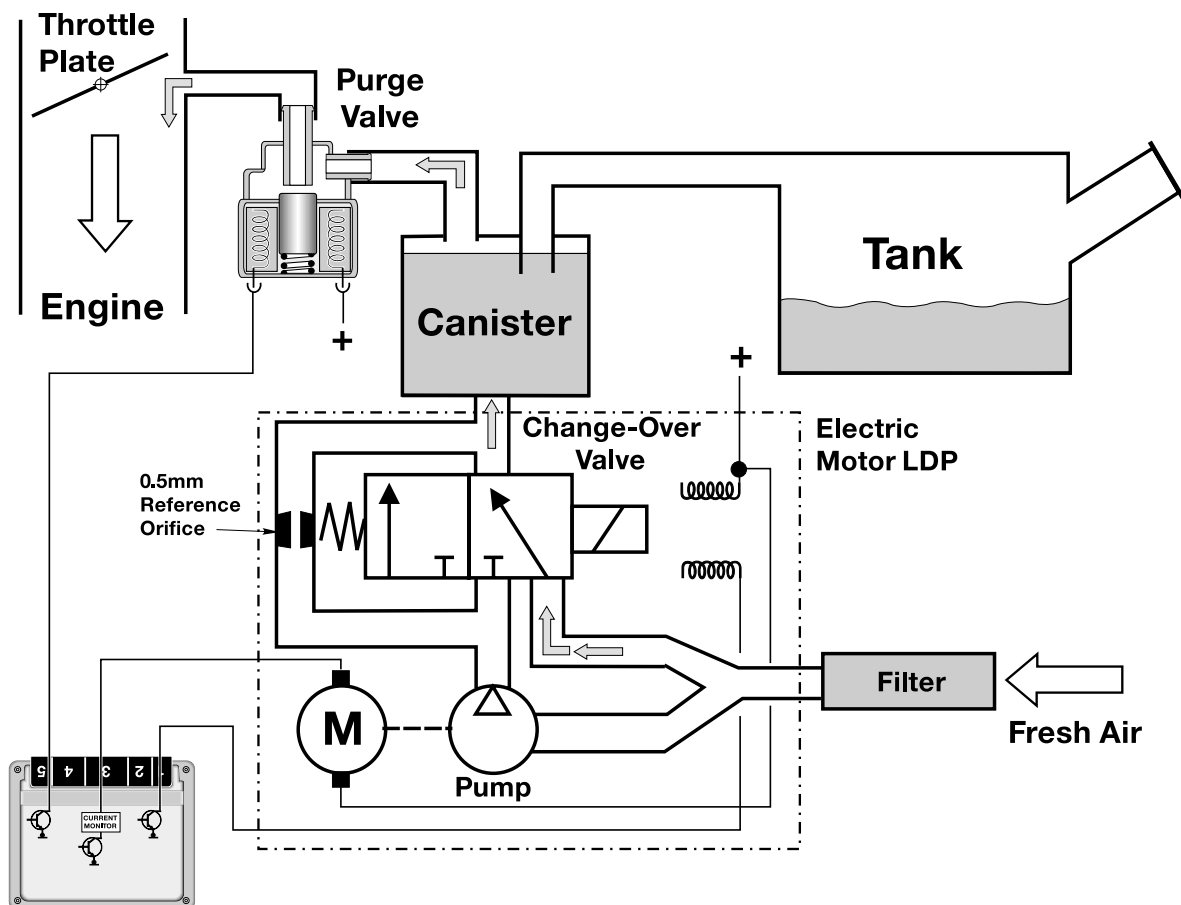 Throttle
Plate
Purge
Valve
Engine
+
Canister
Tank
+
Change-Over
Valve
Electric
Motor LDP
0.5mm
Reference
Orifice
M
Pump
Filter
Fresh Air
5 4 3 2 1
CURRENT
MONITOR